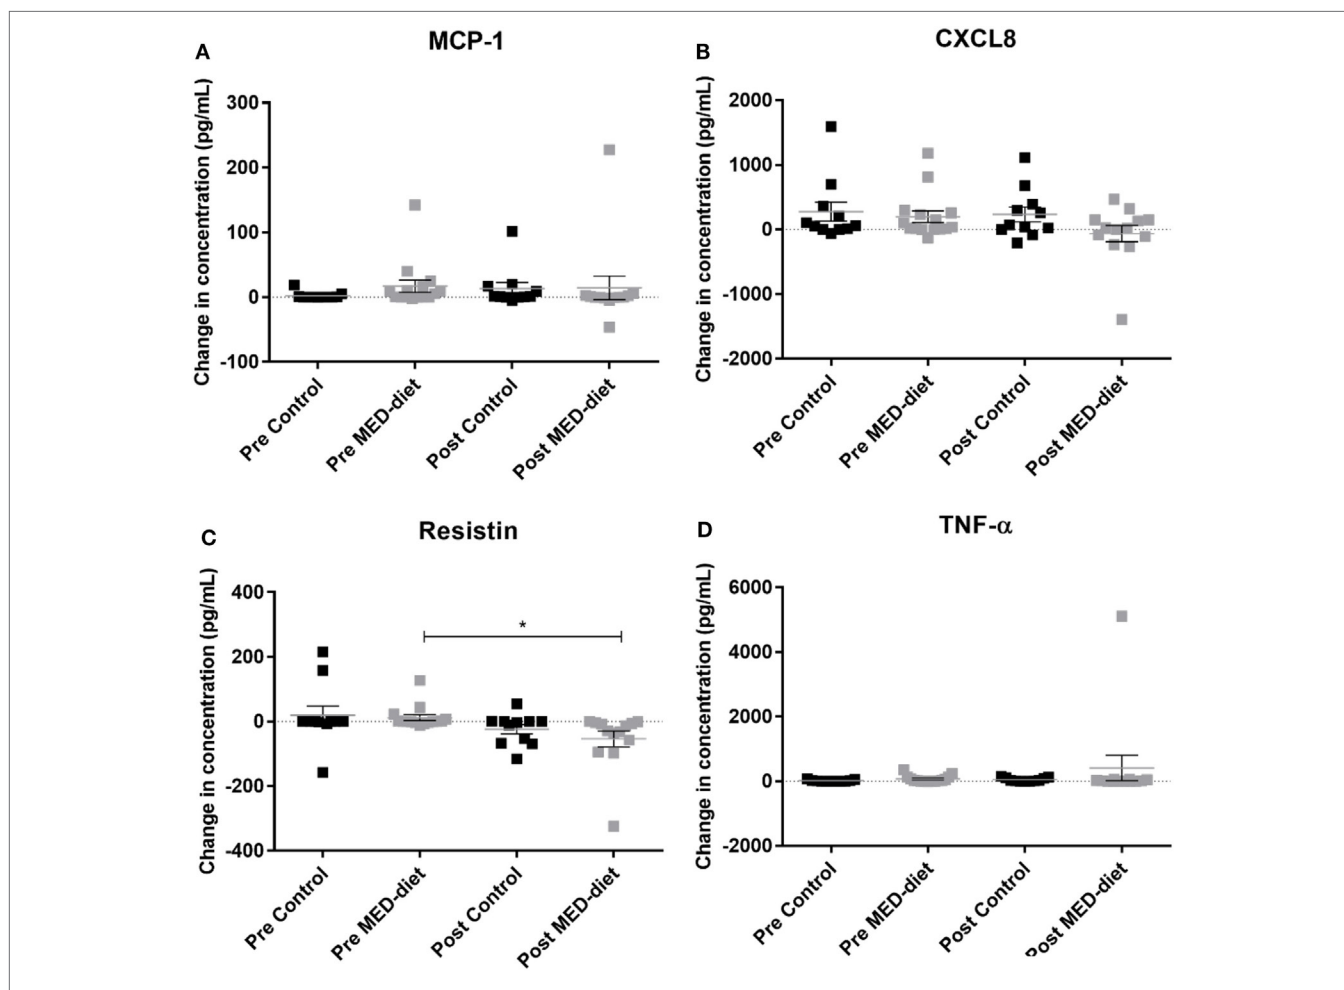 A
MCP-1
Change in concentration (pg/mL)
300
200
100
0
-100
Pre Control
Pre MED-diet
Post Control
Post MED-diet
B
CXCL8
Change in concentration (pg/mL)
2000
1000
0
-1000
-2000
Pre Control
Pre MED-diet
Post Control
Post MED-diet
C
Resistin
Change in concentration (pg/mL)
400
200
0
-200
-400
*
Pre Control
Pre MED-diet
Post Control
Post MED-diet
D
TNF-α
Change in concentration (pg/mL)
6000
4000
2000
0
-2000
Pre Control
Pre MED-diet
Post Control
Post MED-diet